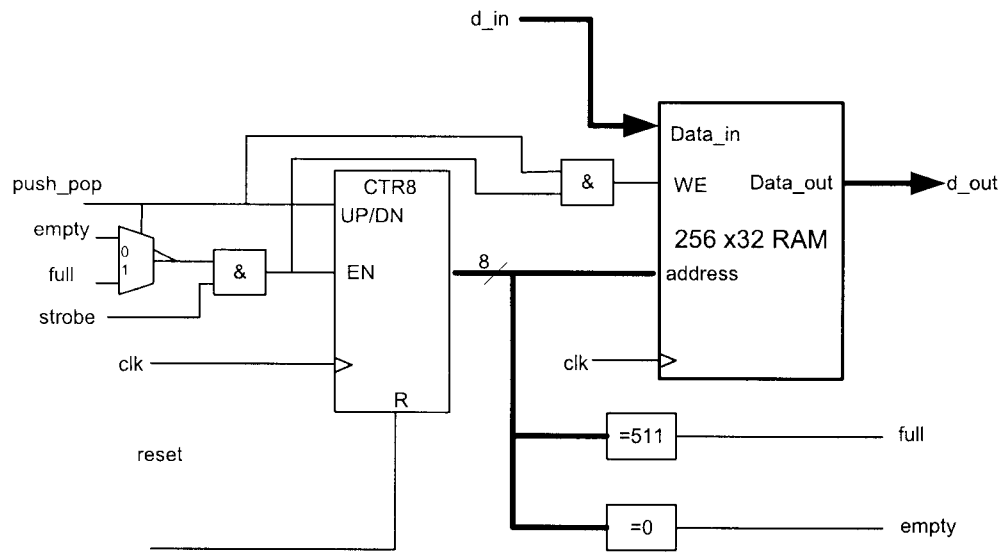 d_in
Data_in
push_pop
CTR8
&
WE
Data_out
d_out
UP/DN
empty
0
256 x32 RAM
1
&
EN
8
address
full
strobe
clk
clk
R
=511
full
reset
=0
empty